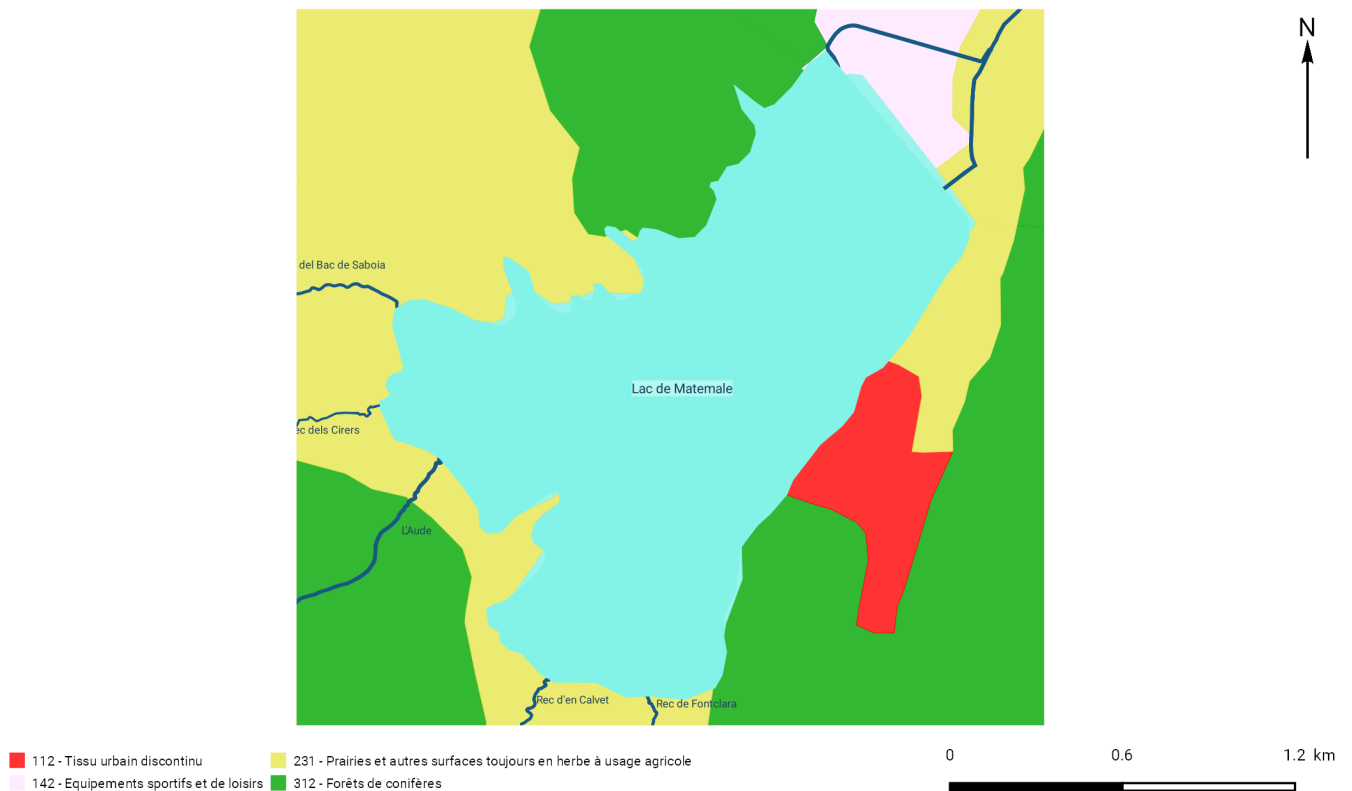 N
del Bac de Saboia
Lac de Matemale
ec dels Cirers
L'Aude
Rec d'en Calvet
Rec de Fontclara
0 0.6 1.2 km
112 - Tissu urbain discontinu
231 - Prairies et autres surfaces toujours en herbe à usage agricole
142 - Equipements sportifs et de loisirs
312 - Forêts de conifères